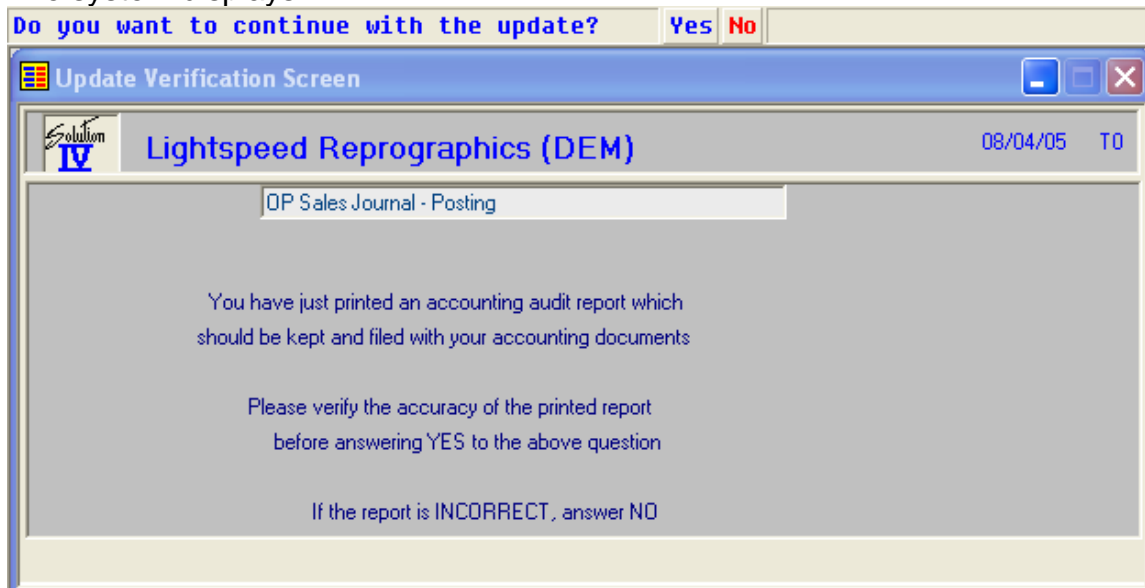 Do you want to continue with the update? Yes No
Update Verification Screen
Solution
IV
Lightspeed Reprographics (DEM)
08/04/05 T0
OP Sales Journal - Posting
You have just printed an accounting audit report which
should be kept and filed with your accounting documents
Please verify the accuracy of the printed report
before answering YES to the above question
If the report is INCORRECT, answer NO